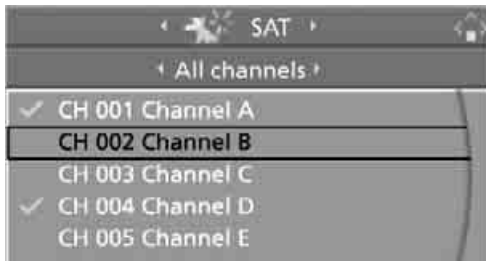 SAT
All channels
CH 001 Channel A
CH 002 Channel B
CH 003 Channel C
CH 004 Channel D
CH 005 Channel E